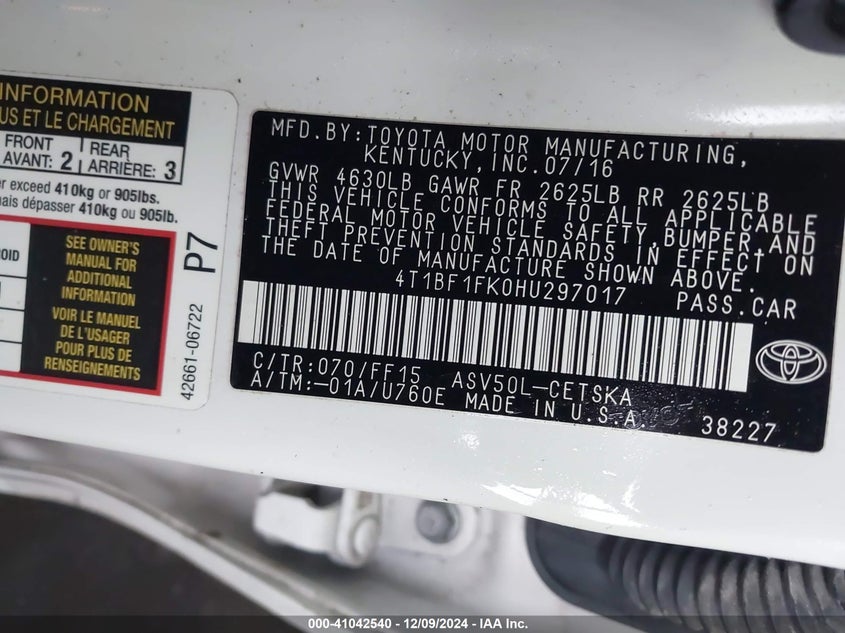 INFORMATION
US ET LE CHARGEMENT
FRONT
AVANT: 2
REAR
ARRIÈRE: 3
er exceed 410kg or 905lbs.
mais dépasser 410kg ou 905lb.
SEE OWNER'S
MANUAL FOR
ADDITIONAL
INFORMATION
VOIR LE MANUEL
DE L'USAGER
POUR PLUS DE
RENSEIGNEMENTS
P7
42661-06722
MFD.BY:TOYOTA MOTOR MANUFACTURING,
KENTUCKY, INC.07/16
GVWR 4630LB GAWR FR 2625LB RR 2625LB
THIS VEHICLE CONFORMS TO ALL APPLICABLE
FEDERAL MOTOR VEHICLE SAFETY,BUMPER,AND
THEFT PREVENTION STANDARDS IN EFFECT ON
THE DATE OF MANUFACTURE SHOWN ABOVE.
4T1BF1FK0HU297017 PASS.CAR
C/TR:070/FF15 ASV50L-CETSKA
A/TM:-01A/U760E MADE IN U.S.A.
38227
000-41042540 - 12/09/2024 - IAA Inc.